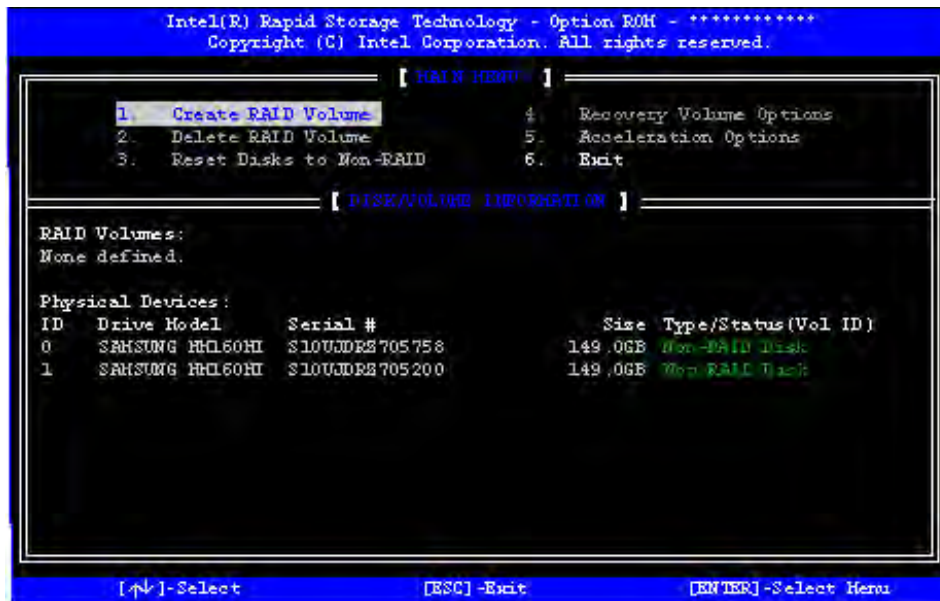 Intel(R) Rapid Storage Technology - Option ROM - ************
Copyright (C) Intel Corporation. All rights reserved.
[ MAIN MENU ]
1. Create RAID Volume
2. Delete RAID Volume
3. Reset Disks to Non-RAID
4. Recovery Volume Options
5. Acceleration Options
6. Exit
[ DISK/VOLUME INFORMATION ]
RAID Volumes:
None defined.
Physical Devices:
ID Drive Model Serial # Size Type/Status(Vol ID)
0 SAMSUNG HM160HI S10UJDRZ705758 149.0GB Non-RAID Disk
1 SAMSUNG HM160HI S10UJDRZ705200 149.0GB Non-RAID Disk
[↑↓]-Select [ESC]-Exit [ENTER]-Select Menu